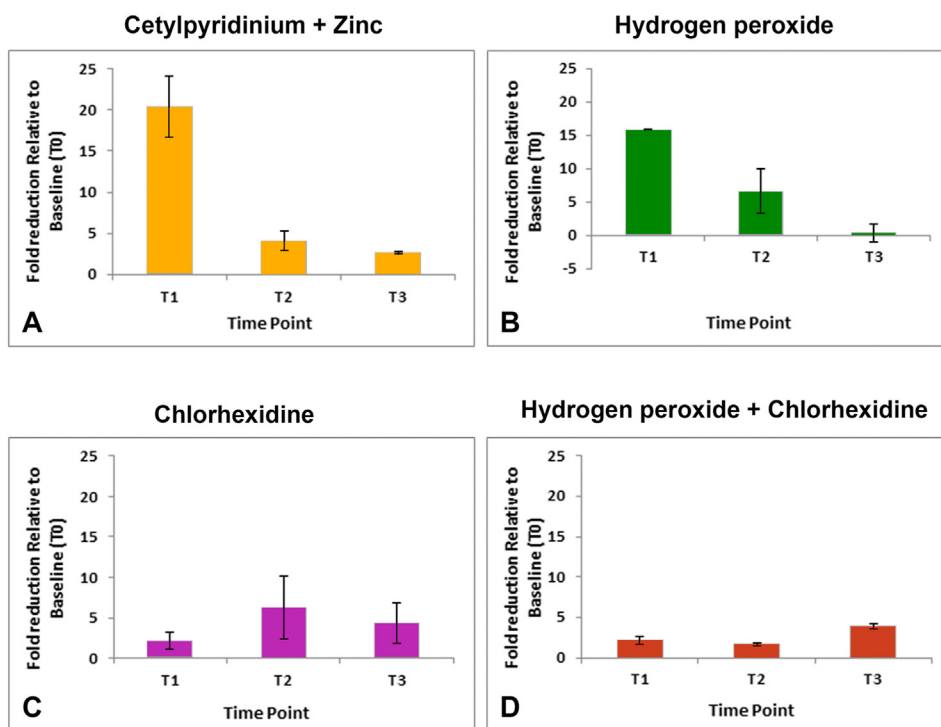 Cetylpyridinium + Zinc
Fold reduction Relative to
Baseline (T0)
25
20
15
10
5
0
T1 T2 T3
Time Point
A
Hydrogen peroxide
Fold reduction Relative to
Baseline (T0)
25
20
15
10
5
0
-5
T1 T2 T3
Time Point
B
Chlorhexidine
Fold reduction Relative to
Baseline (T0)
25
20
15
10
5
0
T1 T2 T3
Time Point
C
Hydrogen peroxide + Chlorhexidine
Fold reduction Relative to
Baseline (T0)
25
20
15
10
5
0
T1 T2 T3
Time Point
D